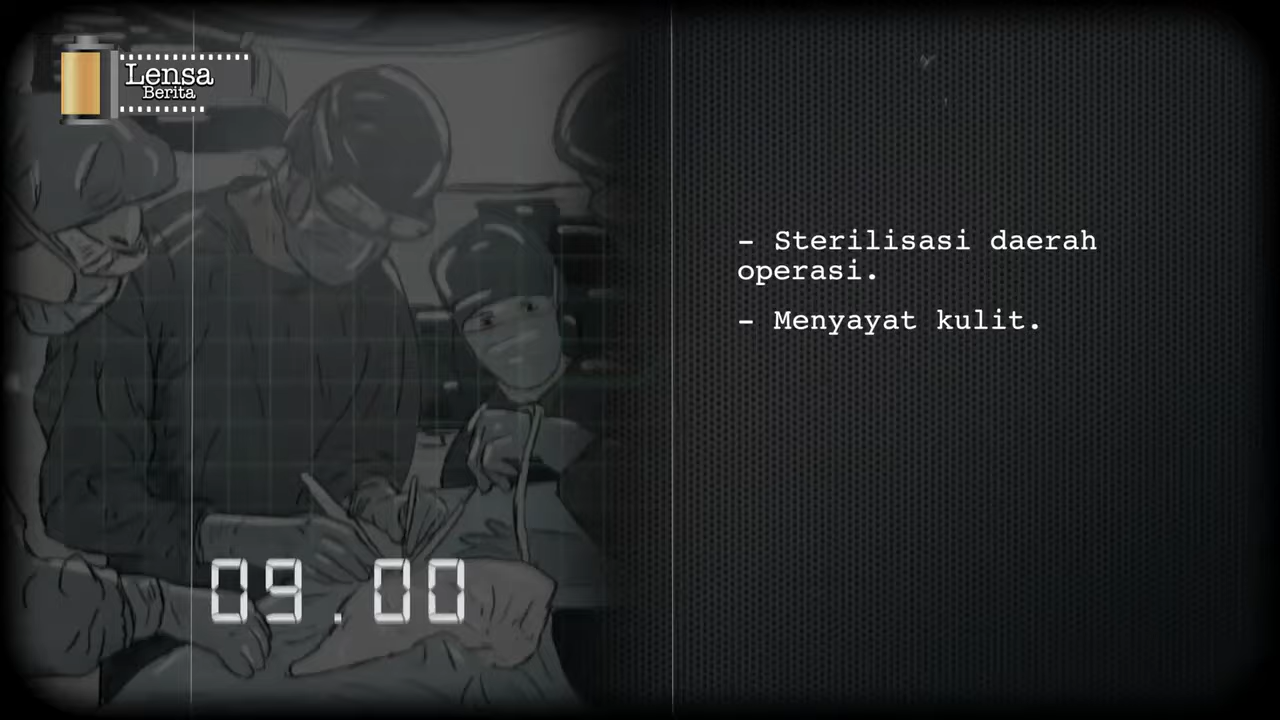 Lensa
Berita
- Sterilisasi daerah
operasi.
- Menyayat kulit.
09.00